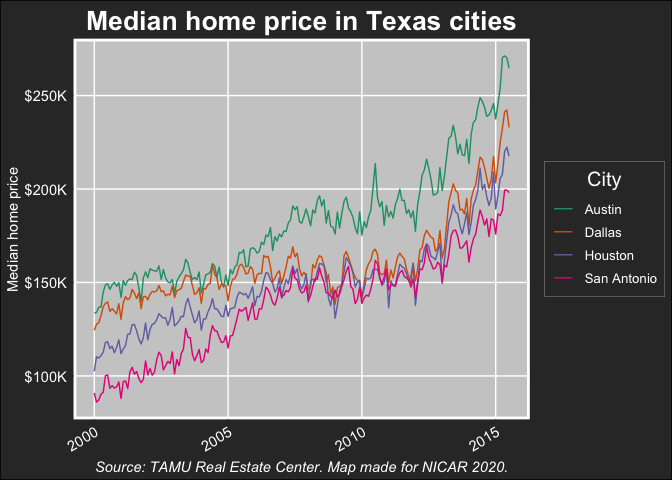 Median home price in Texas cities
$250K
$200K
$150K
$100K
Median home price
2000
2005
2010
2015
City
Austin
Dallas
Houston
San Antonio
Source: TAMU Real Estate Center. Map made for NICAR 2020.